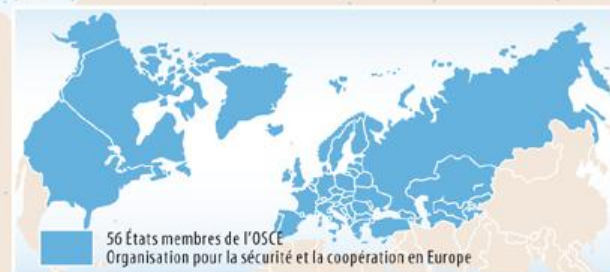 56 États membres de l'OSCE
Organisation pour la sécurité et la coopération en Europe